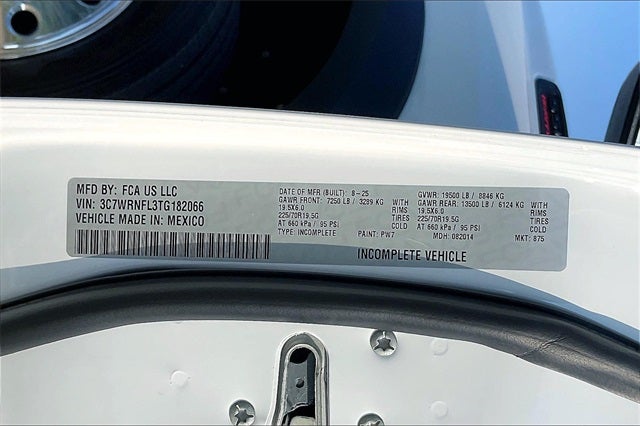 MFD BY: FCA US LLC
VIN: 3C7WRNFL3TG182066
VEHICLE MADE IN: MEXICO
DATE OF MFR (BUILT): 8-25
GAWR FRONT: 7250 LB / 3289 KG WITH
19.5X6.0 RIMS
225/70R19.5G TIRES
AT 660 kPa / 95 PSI COLD
TYPE: INCOMPLETE PAINT: PW7
GVWR: 19500 LB / 8846 KG
GAWR REAR: 13500 LB / 6124 KG WITH
19.5X6.0 RIMS
225/70R19.5G TIRES
AT 660 kPa / 95 PSI COLD
MDH: 082014 MKT: 875
INCOMPLETE VEHICLE